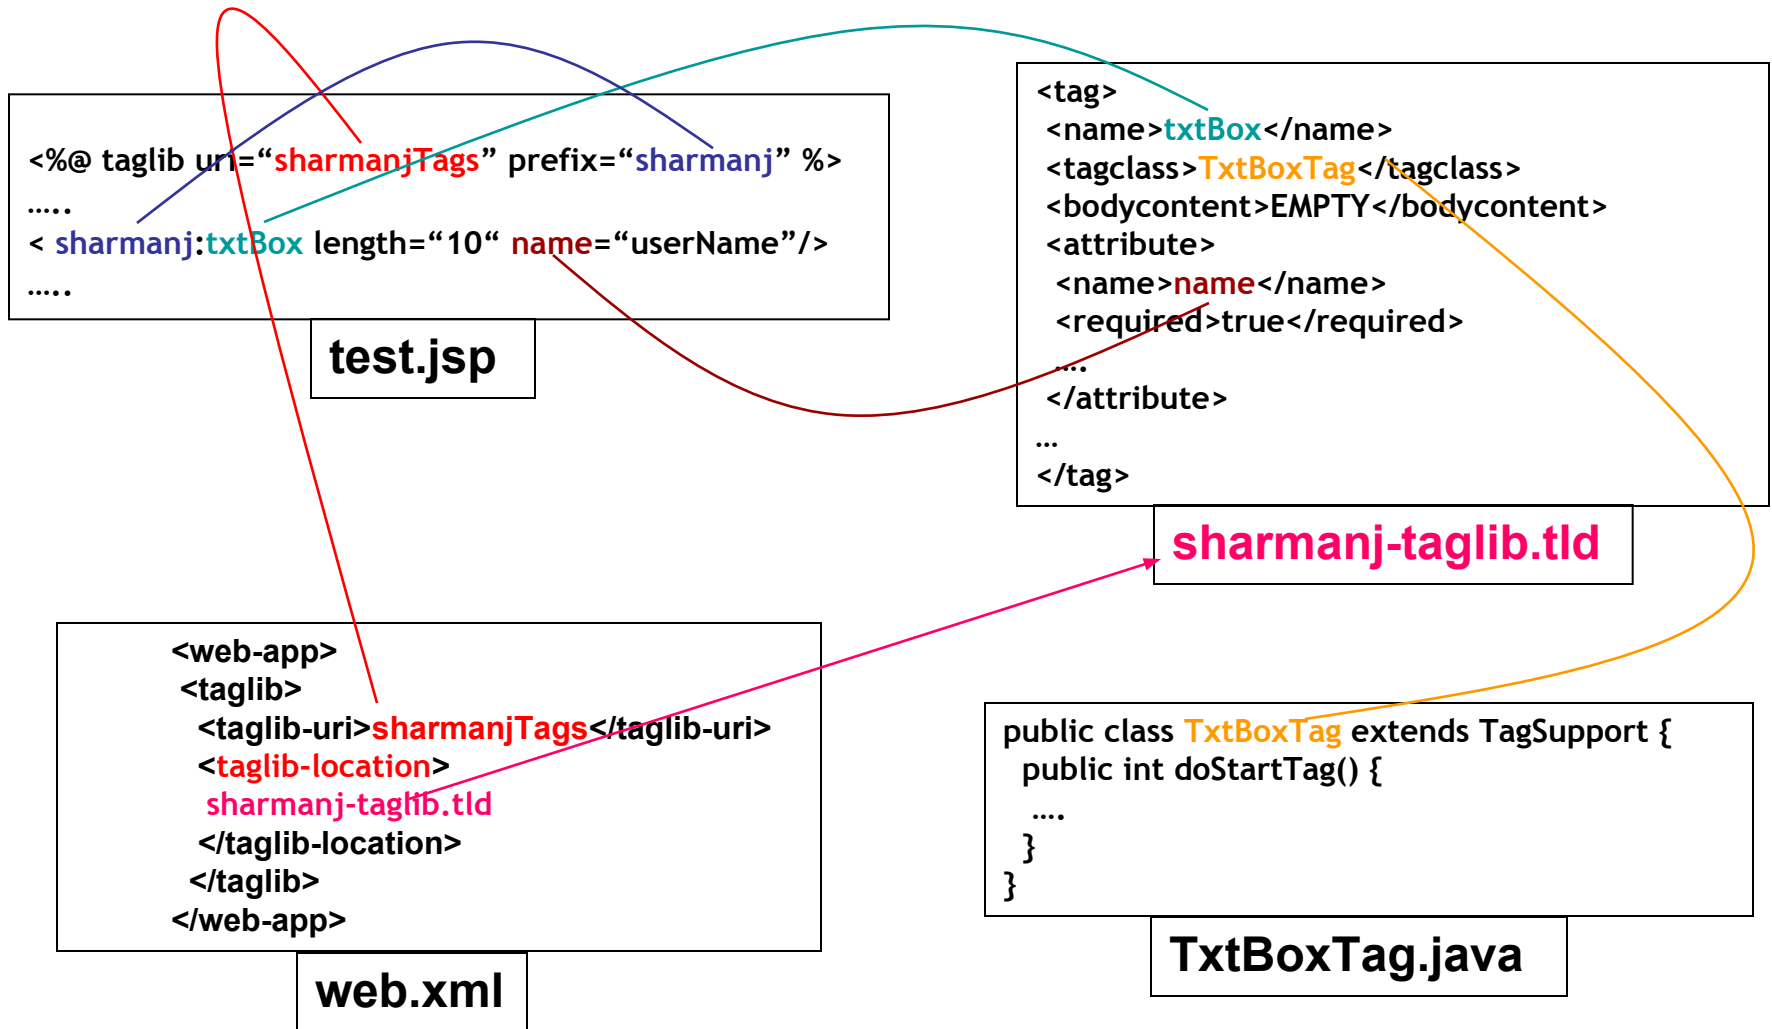 <%@ taglib uri=“sharmanjTags” prefix=“sharmanj” %>
…..
< sharmanj:txtBox length=“10“ name=“userName”/>
…..
test.jsp
<tag>
<name>txtBox</name>
<tagclass>TxtBoxTag</tagclass>
<bodycontent>EMPTY</bodycontent>
<attribute>
<name>name</name>
<required>true</required>
….
</attribute>
…
</tag>
sharmanj-taglib.tld
<web-app>
<taglib>
<taglib-uri>sharmanjTags</taglib-uri>
<taglib-location>
sharmanj-taglib.tld
</taglib-location>
</taglib>
</web-app>
web.xml
public class TxtBoxTag extends TagSupport {
public int doStartTag() {
….
}
}
TxtBoxTag.java